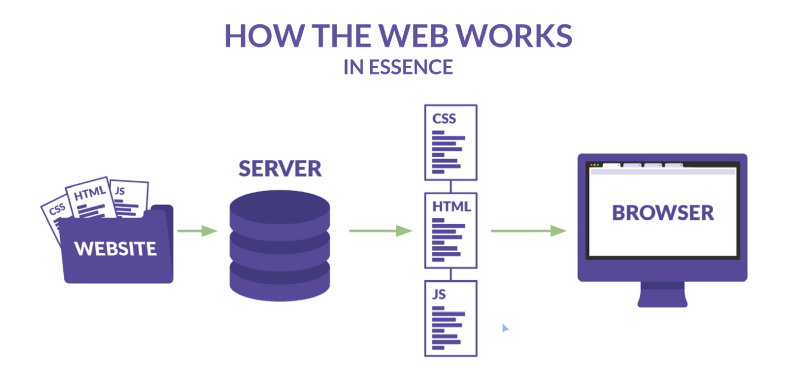 HOW THE WEB WORKS
IN ESSENCE
CSS
HTML
JS
WEBSITE
SERVER
CSS
HTML
JS
BROWSER